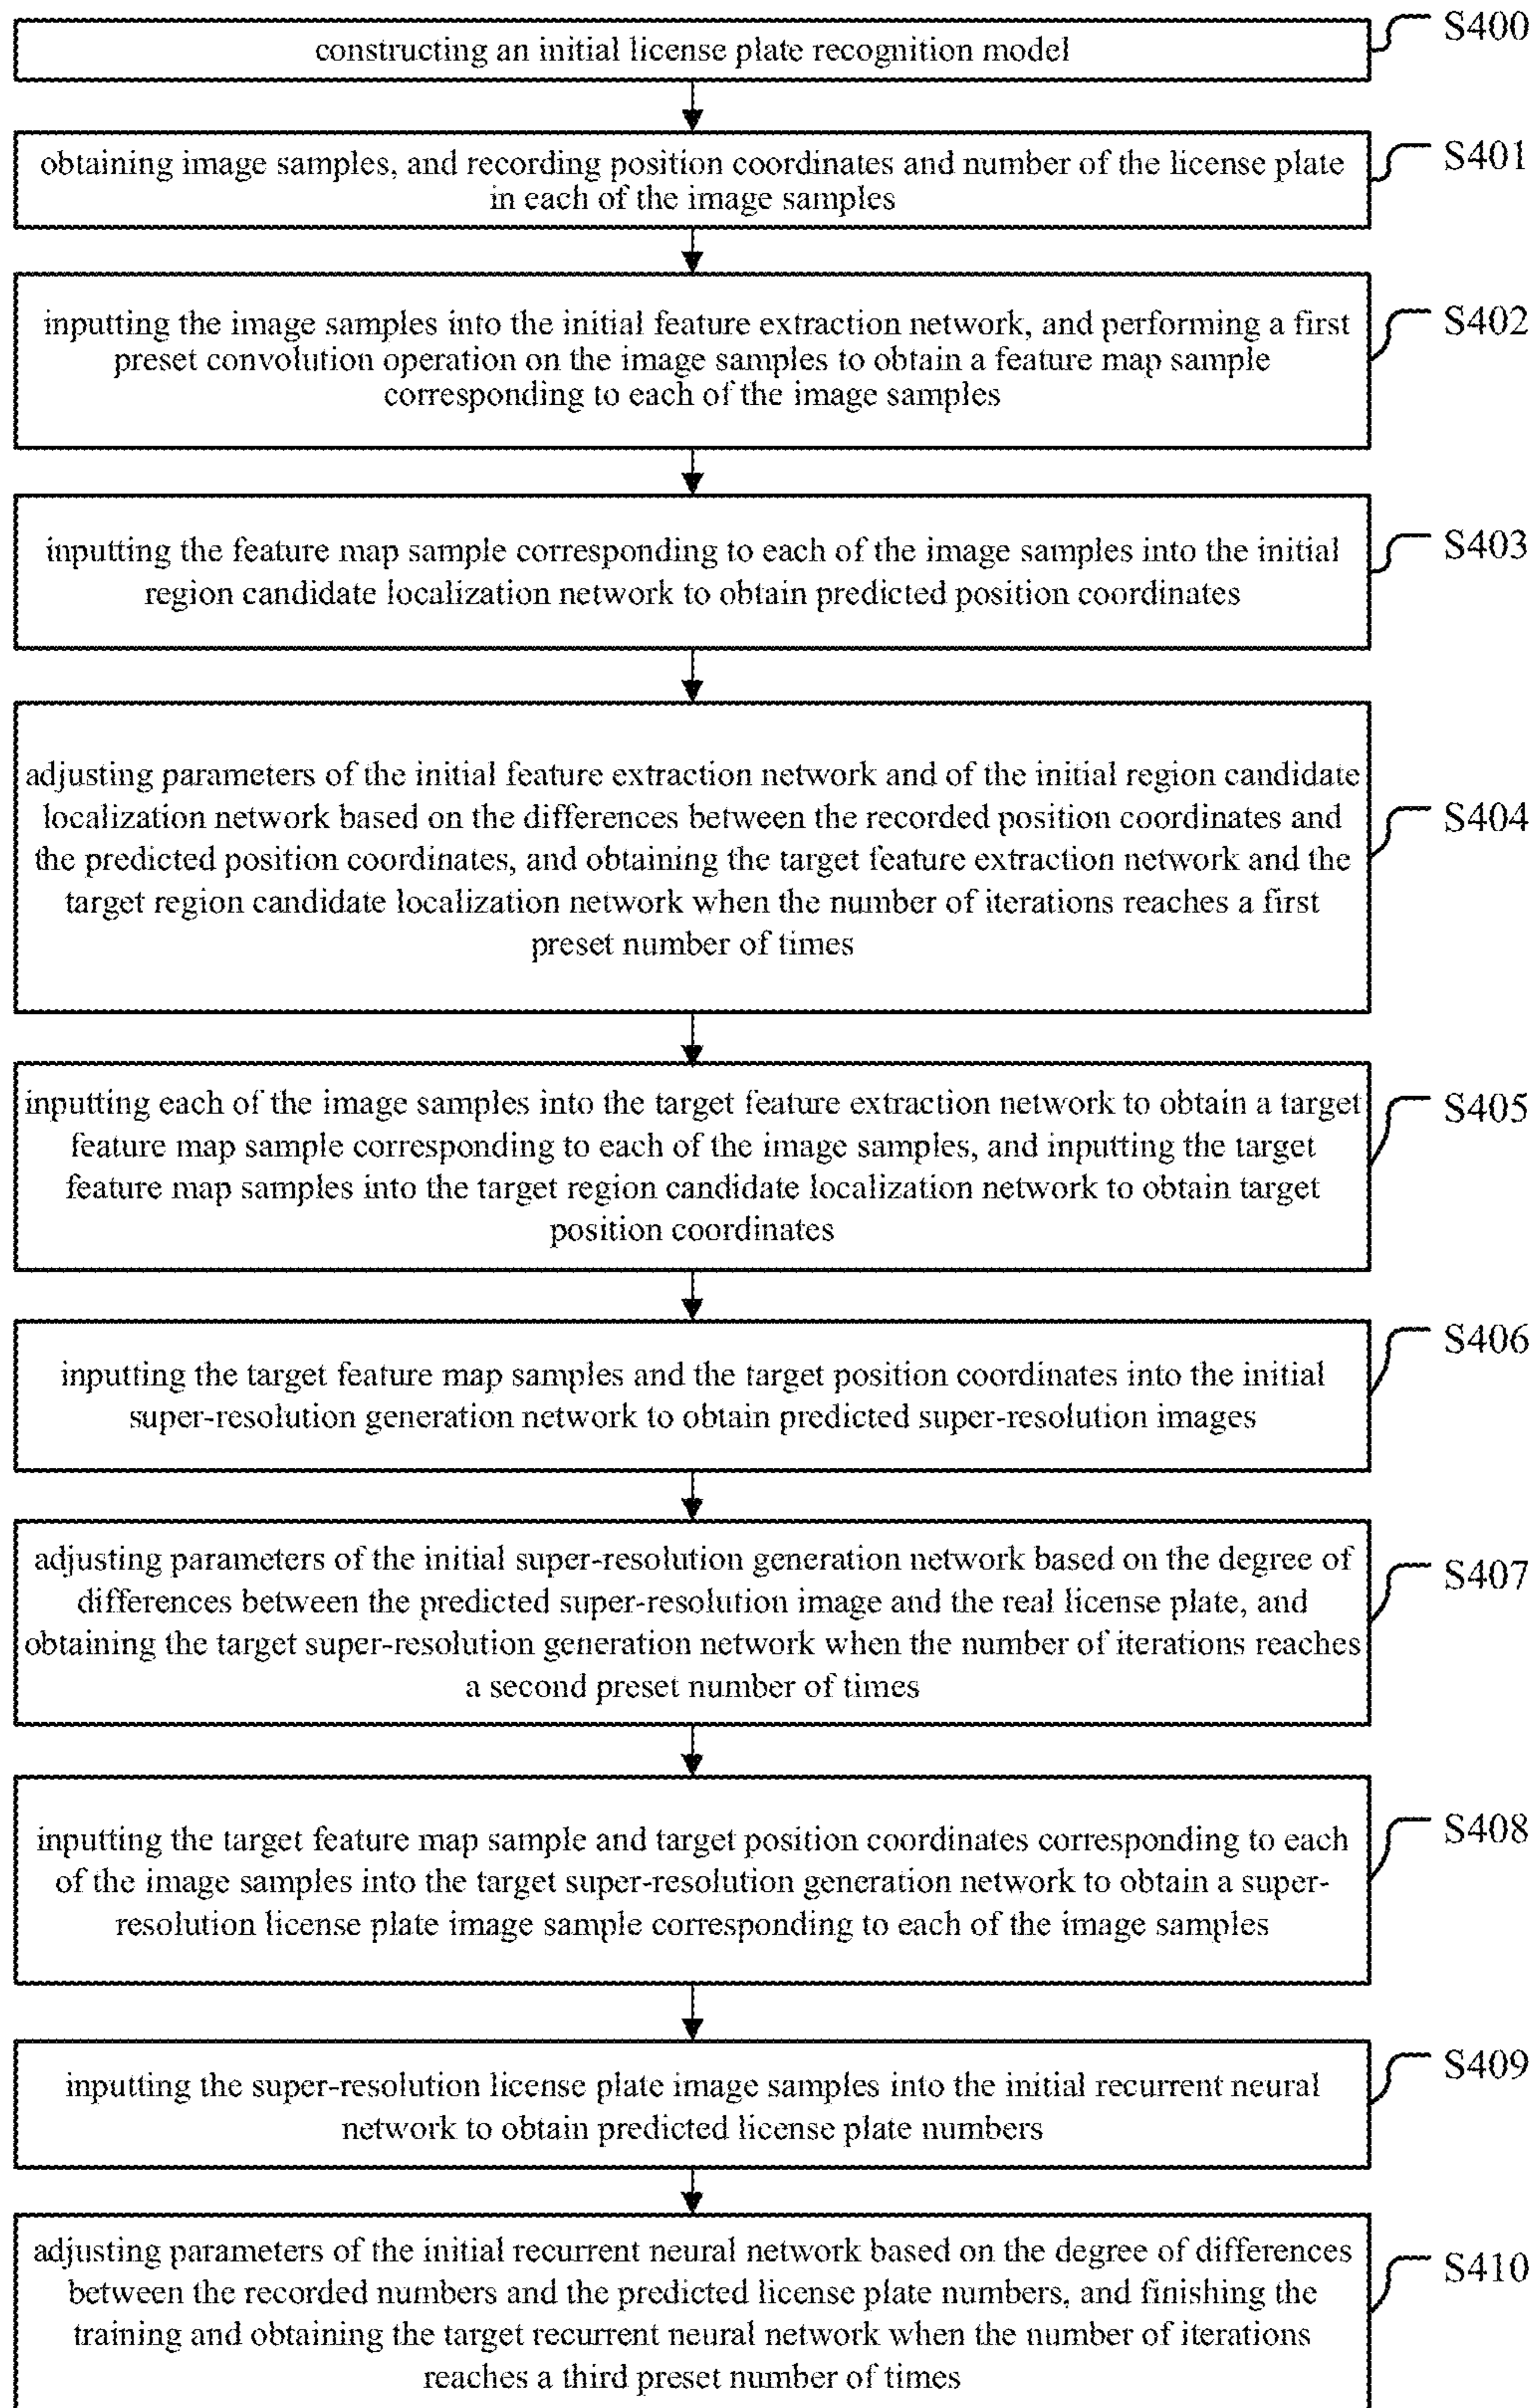 constructing an initial license plate recognition model
S400
obtaining image samples, and recording position coordinates and number of the license plate
in each of the image samples
S401
inputting the image samples into the initial feature extraction network, and performing a first
preset convolution operation on the image samples to obtain a feature map sample
corresponding to each of the image samples
S402
inputting the feature map sample corresponding to each of the image samples into the initial
region candidate localization network to obtain predicted position coordinates
S403
adjusting parameters of the initial feature extraction network and of the initial region candidate
localization network based on the differences between the recorded position coordinates and
the predicted position coordinates, and obtaining the target feature extraction network and the
target region candidate localization network when the number of iterations reaches a first
preset number of times
S404
inputting each of the image samples into the target feature extraction network to obtain a target
feature map sample corresponding to each of the image samples, and inputting the target
feature map samples into the target region candidate localization network to obtain target
position coordinates
S405
inputting the target feature map samples and the target position coordinates into the initial
super-resolution generation network to obtain predicted super-resolution images
S406
adjusting parameters of the initial super-resolution generation network based on the degree of
differences between the predicted super-resolution image and the real license plate, and
obtaining the target super-resolution generation network when the number of iterations reaches
a second preset number of times
S407
inputting the target feature map sample and target position coordinates corresponding to each
of the image samples into the target super-resolution generation network to obtain a super-
resolution license plate image sample corresponding to each of the image samples
S408
inputting the super-resolution license plate image samples into the initial recurrent neural
network to obtain predicted license plate numbers
S409
adjusting parameters of the initial recurrent neural network based on the degree of differences
between the recorded numbers and the predicted license plate numbers, and finishing the
training and obtaining the target recurrent neural network when the number of iterations
reaches a third preset number of times
S410